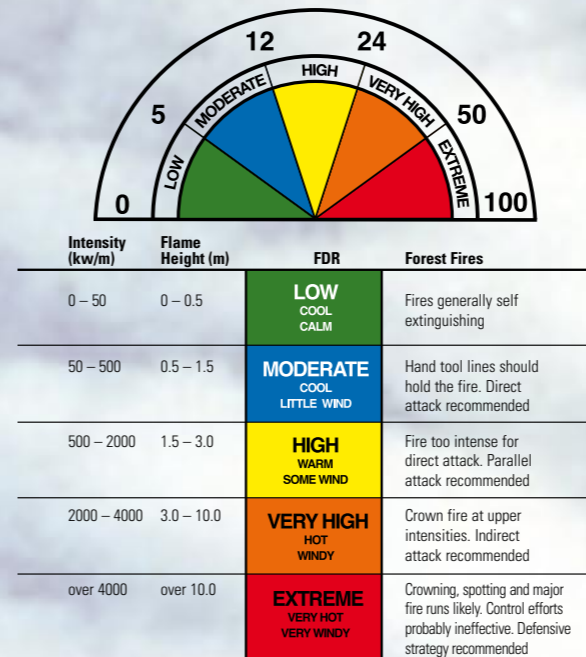 12 24
HIGH
MODERATE VERY HIGH
5 50
LOW EXTREME
0 100
Intensity (kw/m) Flame Height (m) FDR Forest Fires
0 – 50 0 – 0.5
LOW
COOL
CALM
Fires generally self
extinguishing
50 – 500 0.5 – 1.5
MODERATE
COOL
LITTLE WIND
Hand tool lines should
hold the fire. Direct
attack recommended
500 – 2000 1.5 – 3.0
HIGH
WARM
SOME WIND
Fire too intense for
direct attack. Parallel
attack recommended
2000 – 4000 3.0 – 10.0
VERY HIGH
HOT
WINDY
Crown fire at upper
intensities. Indirect
attack recommended
over 4000 over 10.0
EXTREME
VERY HOT
VERY WINDY
Crowning, spotting and major
fire runs likely. Control efforts
probably ineffective. Defensive
strategy recommended